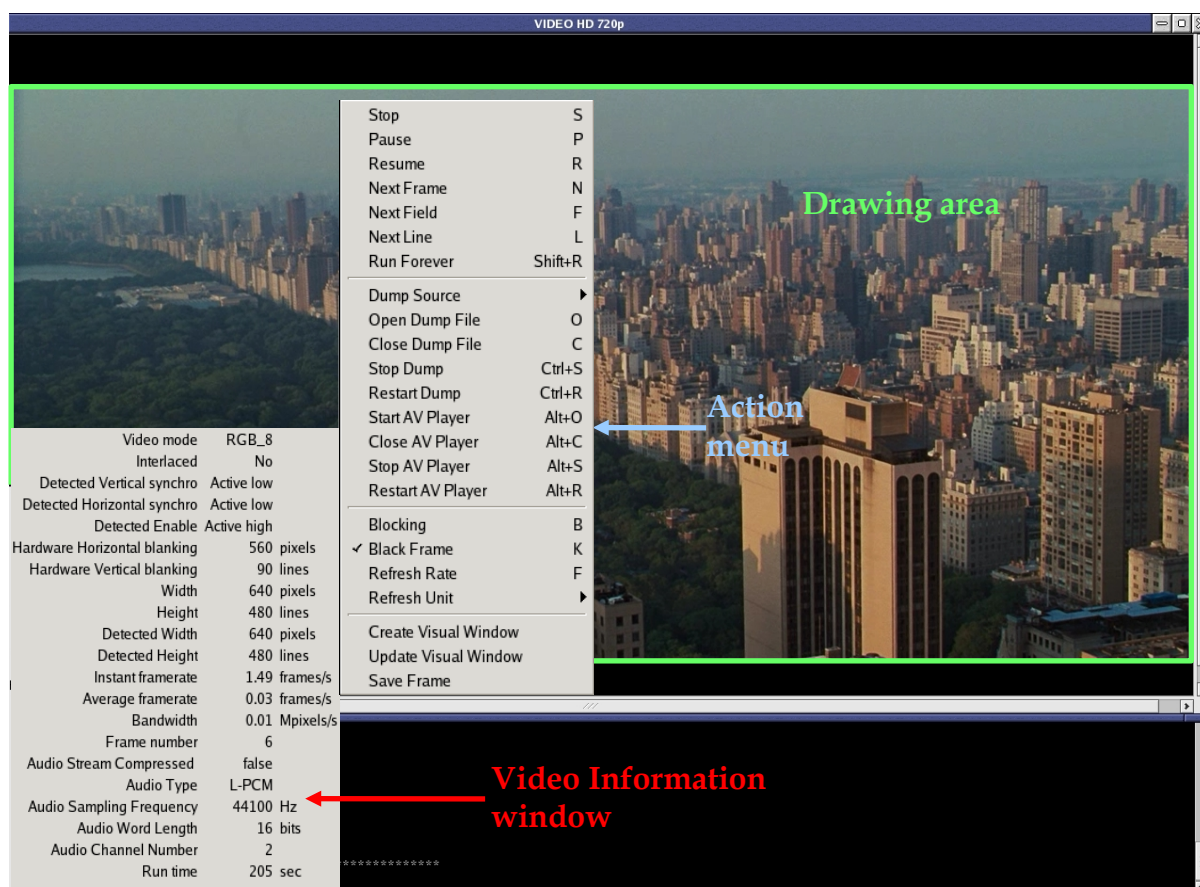 VIDEO HD 720p
Stop S
Pause P
Resume R
Next Frame N
Next Field F
Next Line L
Run Forever Shift+R
Dump Source
Open Dump File O
Close Dump File C
Stop Dump Ctrl+S
Restart Dump Ctrl+R
Start AV Player Alt+O
Close AV Player Alt+C
Stop AV Player Alt+S
Restart AV Player Alt+R
Blocking B
Black Frame K
Refresh Rate F
Refresh Unit
Create Visual Window
Update Visual Window
Save Frame
Drawing area
Action
menu
Video mode RGB_8
Interlaced No
Detected Vertical synchro Active low
Detected Horizontal synchro Active low
Detected Enable Active high
Hardware Horizontal blanking 560 pixels
Hardware Vertical blanking 90 lines
Width 640 pixels
Height 480 lines
Detected Width 640 pixels
Detected Height 480 lines
Instant framerate 1.49 frames/s
Average framerate 0.03 frames/s
Bandwidth 0.01 Mpixels/s
Frame number 6
Audio Stream Compressed false
Audio Type L-PCM
Audio Sampling Frequency 44100 Hz
Audio Word Length 16 bits
Audio Channel Number 2
Run time 205 sec
Video Information
window
**************